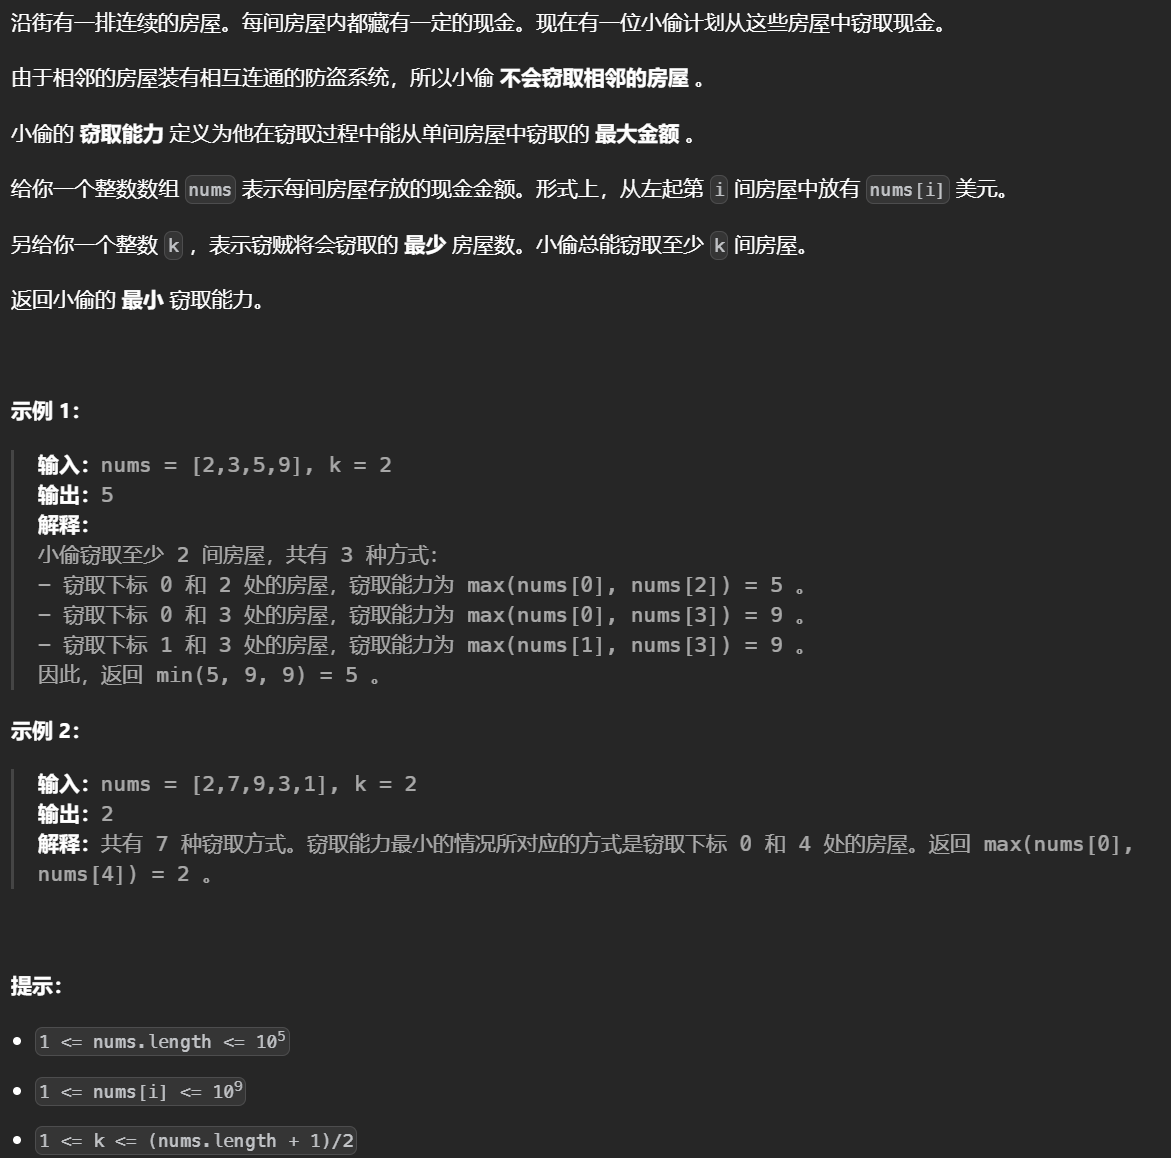 沿街有一排连续的房屋。每间房屋内都藏有一定的现金。现在有一位小偷计划从这些房屋中窃取现金。
由于相邻的房屋装有相互连通的防盗系统，所以小偷 不会窃取相邻的房屋 。
小偷的 窃取能力 定义为他在窃取过程中能从单间房屋中窃取的 最大金额 。
给你一个整数数组 nums 表示每间房屋存放的现金金额。形式上，从左起第 i 间房屋中放有 nums[i] 美元。
另给你一个整数 k ，表示窃贼将会窃取的 最少 房屋数。小偷总能窃取至少 k 间房屋。
返回小偷的 最小 窃取能力。
示例 1：
输入：nums = [2,3,5,9], k = 2
输出：5
解释：
小偷窃取至少 2 间房屋，共有 3 种方式：
- 窃取下标 0 和 2 处的房屋，窃取能力为 max(nums[0], nums[2]) = 5 。
- 窃取下标 0 和 3 处的房屋，窃取能力为 max(nums[0], nums[3]) = 9 。
- 窃取下标 1 和 3 处的房屋，窃取能力为 max(nums[1], nums[3]) = 9 。
因此，返回 min(5, 9, 9) = 5 。
示例 2：
输入：nums = [2,7,9,3,1], k = 2
输出：2
解释：共有 7 种窃取方式。窃取能力最小的情况所对应的方式是窃取下标 0 和 4 处的房屋。返回 max(nums[0],
nums[4]) = 2 。
提示：
• 1 <= nums.length <= 10⁵
• 1 <= nums[i] <= 10⁹
• 1 <= k <= (nums.length + 1)/2